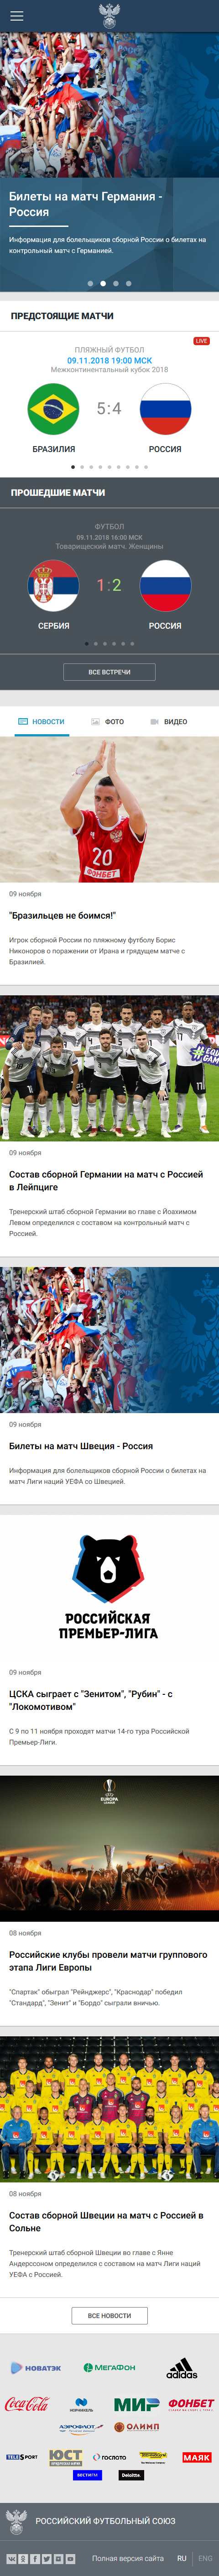 Билеты на матч Германия -
Россия
Информация для болельщиков сборной России о билетах на
контрольный матч с Германией.
ПРЕДСТОЯЩИЕ МАТЧИ
LIVE
ПЛЯЖНЫЙ ФУТБОЛ
09.11.2018 19:00 МСК
Межконтинентальный кубок 2018
5:4
БРАЗИЛИЯ
РОССИЯ
ПРОШЕДШИЕ МАТЧИ
ФУТБОЛ
09.11.2018 16:00 МСК
Товарищеский матч. Женщины
1:2
СЕРБИЯ
РОССИЯ
ВСЕ ВСТРЕЧИ
НОВОСТИ
ФОТО
ВИДЕО
20
ФОНБЕТ
09 ноября
"Бразильцев не боимся!"
Игрок сборной России по пляжному футболу Борис
Никоноров о поражении от Ирана и грядущем матче с
Бразилией.
09 ноября
Состав сборной Германии на матч с Россией
в Лейпциге
Тренерский штаб сборной Германии во главе с Йоахимом
Левом определился с составом на контрольный матч с
Россией.
09 ноября
Билеты на матч Швеция - Россия
Информация для болельщиков сборной России о билетах на
матч Лиги наций УЕФА со Швецией.
РОССИЙСКАЯ
ПРЕМЬЕР-ЛИГА
09 ноября
ЦСКА сыграет с "Зенитом", "Рубин" - с
"Локомотивом"
С 9 по 11 ноября проходят матчи 14-го тура Российской
Премьер-Лиги.
EUROPA
LEAGUE
08 ноября
Российские клубы провели матчи группового
этапа Лиги Европы
"Спартак" обыграл "Рейнджерс", "Краснодар" победил
"Стандард", "Зенит" и "Бордо" сыграли вничью.
08 ноября
Состав сборной Швеции на матч с Россией в
Сольне
Тренерский штаб сборной Швеции во главе с Янне
Андерссоном определился с составом на матч Лиги наций
УЕФА с Россией.
ВСЕ НОВОСТИ
НОВАТЭК
МЕГАФОН
adidas
Coca-Cola
НОРНИКЕЛЬ
МИР
ФОНБЕТ
АЭРОФЛОТ
ОЛИМП
TELESPORT
ЮСТ
ГОСЛОТО
МАЯК
ВЕСТИ FM
Deloitte.
РОССИЙСКИЙ ФУТБОЛЬНЫЙ СОЮЗ
Полная версия сайта
RU
ENG